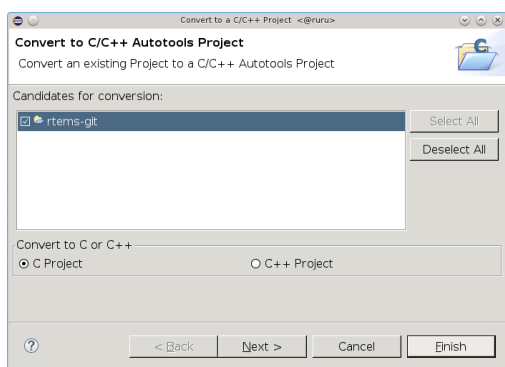 Convert to a C/C++ Project <@ruru>
Convert to C/C++ Autotools Project
Convert an existing Project to a C/C++ Autotools Project
C
Candidates for conversion:
rtems-git
Select All
Deselect All
Convert to C or C++
C Project
C++ Project
?
< Back
Next >
Cancel
Finish